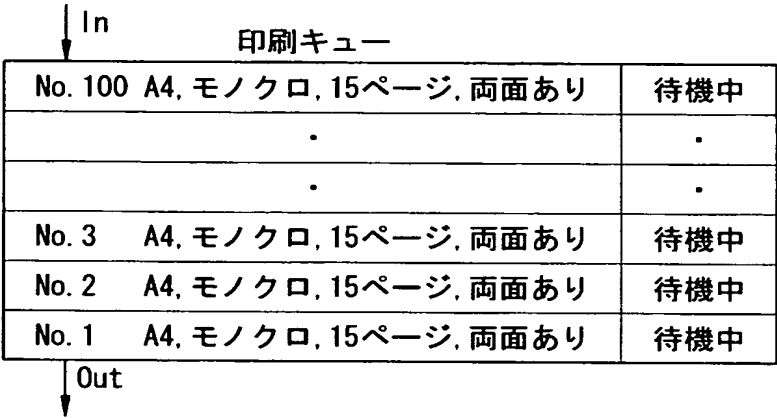 In
印刷キュー
No. 100 A4, モノクロ, 15ページ, 両面あり 待機中
・ ・
・ ・
No. 3 A4, モノクロ, 15ページ, 両面あり 待機中
No. 2 A4, モノクロ, 15ページ, 両面あり 待機中
No. 1 A4, モノクロ, 15ページ, 両面あり 待機中
Out